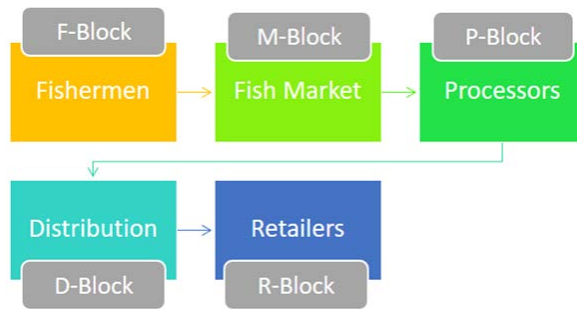 F-Block
M-Block
P-Block
Fishermen
Fish Market
Processors
Distribution
Retailers
D-Block
R-Block